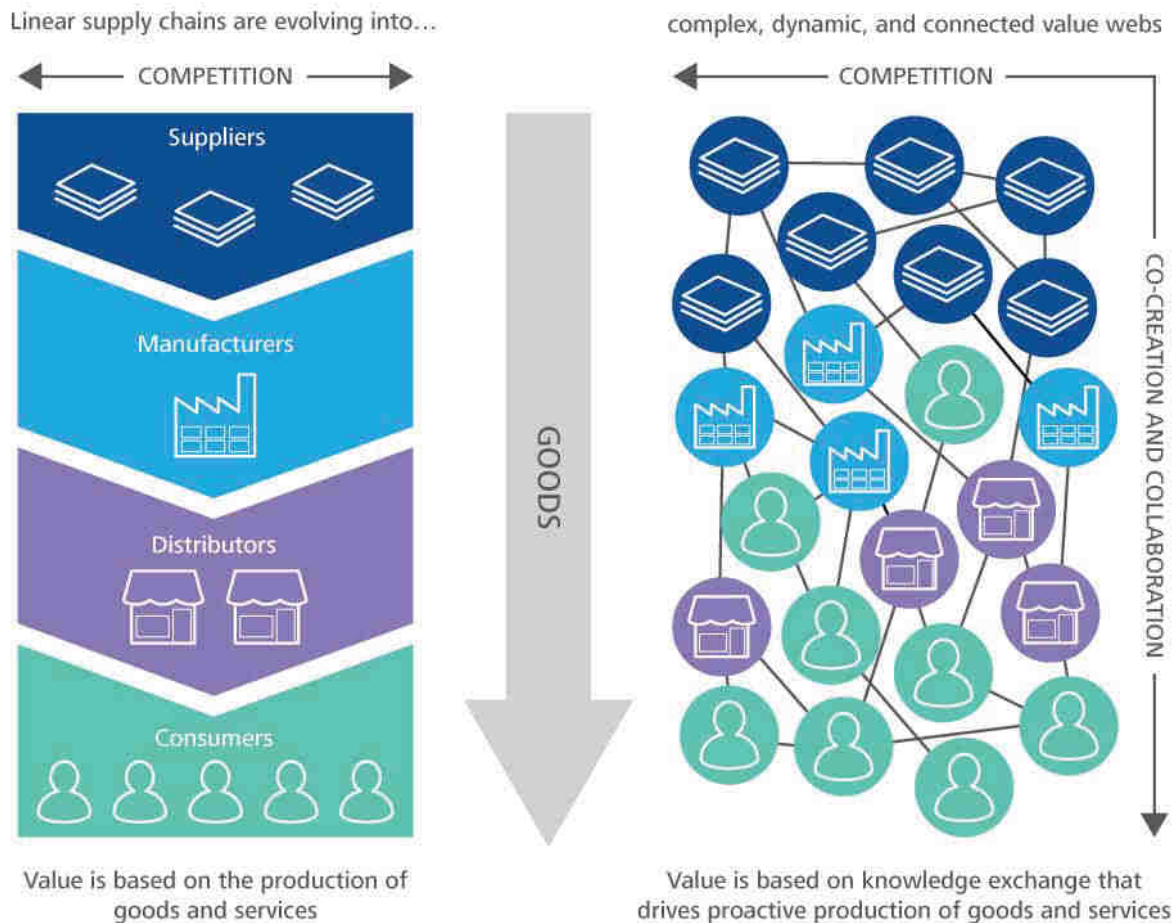 Linear supply chains are evolving into…
COMPETITION
Suppliers
Manufacturers
Distributors
Consumers
Value is based on the production of
goods and services
GOODS
complex, dynamic, and connected value webs
COMPETITION
CO-CREATION AND COLLABORATION
Value is based on knowledge exchange that
drives proactive production of goods and services